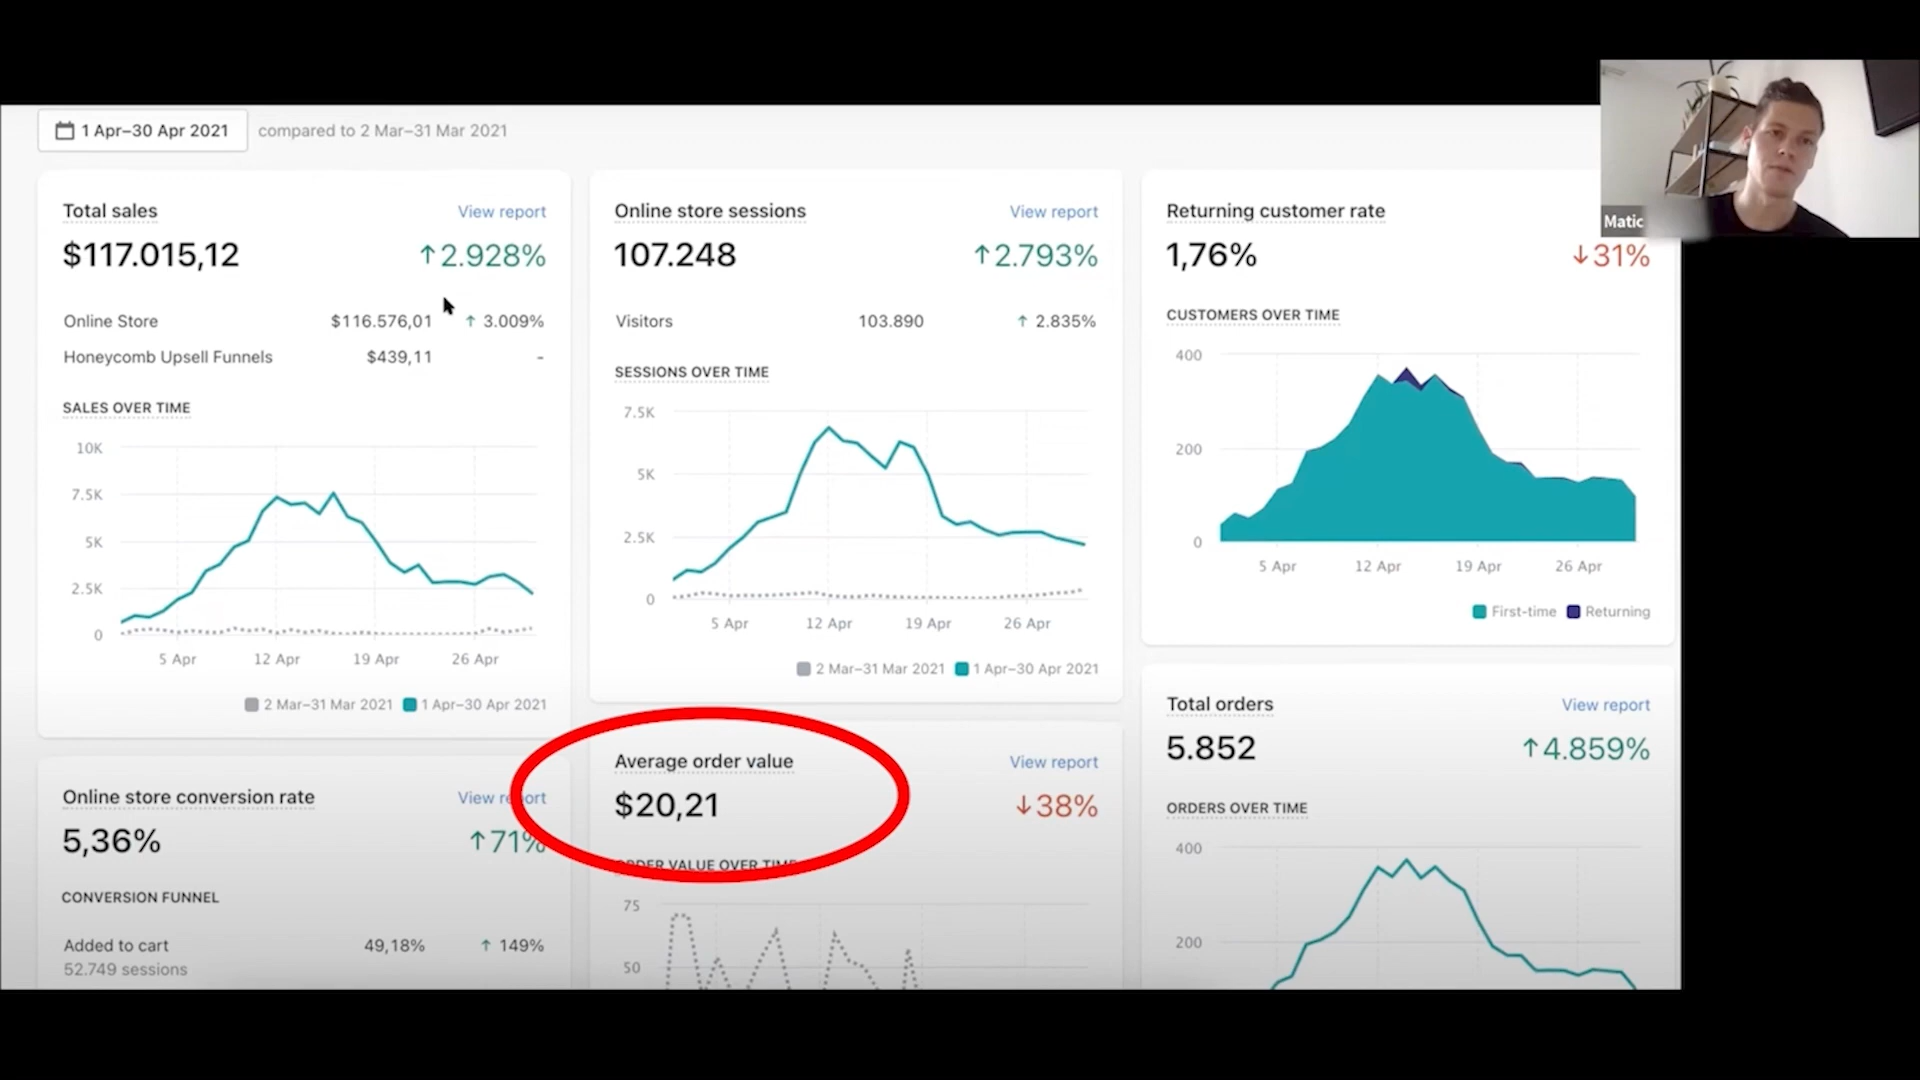 1 Apr–30 Apr 2021 compared to 2 Mar–31 Mar 2021
Matic
Total sales View report
$117.015,12 ↑2.928%
Online Store $116.576,01 ↑ 3.009%
Honeycomb Upsell Funnels $439,11 -
SALES OVER TIME
10K
7.5K
5K
2.5K
0
5 Apr 12 Apr 19 Apr 26 Apr
2 Mar–31 Mar 2021 1 Apr–30 Apr 2021
Online store conversion rate View report
5,36% ↑71%
CONVERSION FUNNEL
Added to cart 49,18% ↑ 149%
52.749 sessions
Online store sessions View report
107.248 ↑2.793%
Visitors 103.890 ↑ 2.835%
SESSIONS OVER TIME
7.5K
5K
2.5K
0
5 Apr 12 Apr 19 Apr 26 Apr
2 Mar–31 Mar 2021 1 Apr–30 Apr 2021
Average order value View report
$20,21 ↓38%
ORDER VALUE OVER TIME
75
50
Returning customer rate
1,76% ↓31%
CUSTOMERS OVER TIME
400
200
0
5 Apr 12 Apr 19 Apr 26 Apr
First-time Returning
Total orders View report
5.852 ↑4.859%
ORDERS OVER TIME
400
200